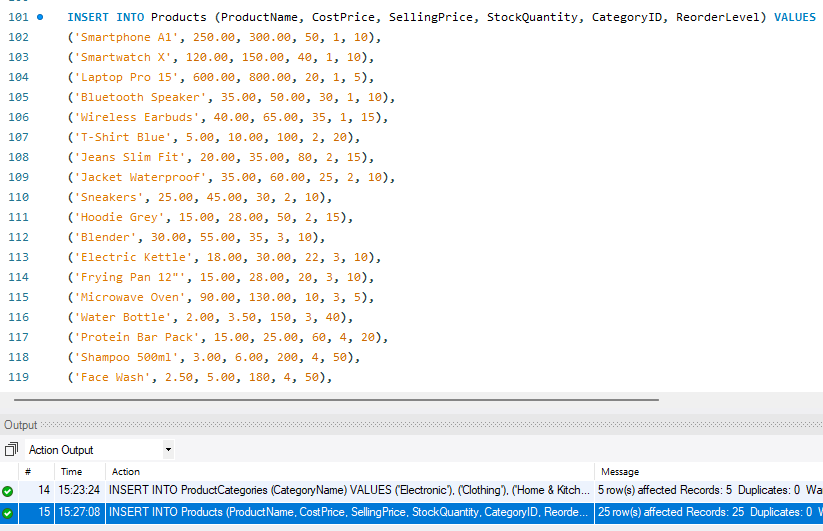 101 INSERT INTO Products (ProductName, CostPrice, SellingPrice, StockQuantity, CategoryID, ReorderLevel) VALUES
102 ('Smartphone A1', 250.00, 300.00, 50, 1, 10),
103 ('Smartwatch X', 120.00, 150.00, 40, 1, 10),
104 ('Laptop Pro 15', 600.00, 800.00, 20, 1, 5),
105 ('Bluetooth Speaker', 35.00, 50.00, 30, 1, 10),
106 ('Wireless Earbuds', 40.00, 65.00, 35, 1, 15),
107 ('T-Shirt Blue', 5.00, 10.00, 100, 2, 20),
108 ('Jeans Slim Fit', 20.00, 35.00, 80, 2, 15),
109 ('Jacket Waterproof', 35.00, 60.00, 25, 2, 10),
110 ('Sneakers', 25.00, 45.00, 30, 2, 10),
111 ('Hoodie Grey', 15.00, 28.00, 50, 2, 15),
112 ('Blender', 30.00, 55.00, 35, 3, 10),
113 ('Electric Kettle', 18.00, 30.00, 22, 3, 10),
114 ('Frying Pan 12"', 15.00, 28.00, 20, 3, 10),
115 ('Microwave Oven', 90.00, 130.00, 10, 3, 5),
116 ('Water Bottle', 2.00, 3.50, 150, 3, 40),
117 ('Protein Bar Pack', 15.00, 25.00, 60, 4, 20),
118 ('Shampoo 500ml', 3.00, 6.00, 200, 4, 50),
119 ('Face Wash', 2.50, 5.00, 180, 4, 50),
Output
Action Output
# Time Action Message
14 15:23:24 INSERT INTO ProductCategories (CategoryName) VALUES ('Electronic'), ('Clothing'), ('Home & Kitch... 5 row(s) affected Records: 5 Duplicates: 0 Wa
15 15:27:08 INSERT INTO Products (ProductName, CostPrice, SellingPrice, StockQuantity, CategoryID, Reorde... 25 row(s) affected Records: 25 Duplicates: 0 W